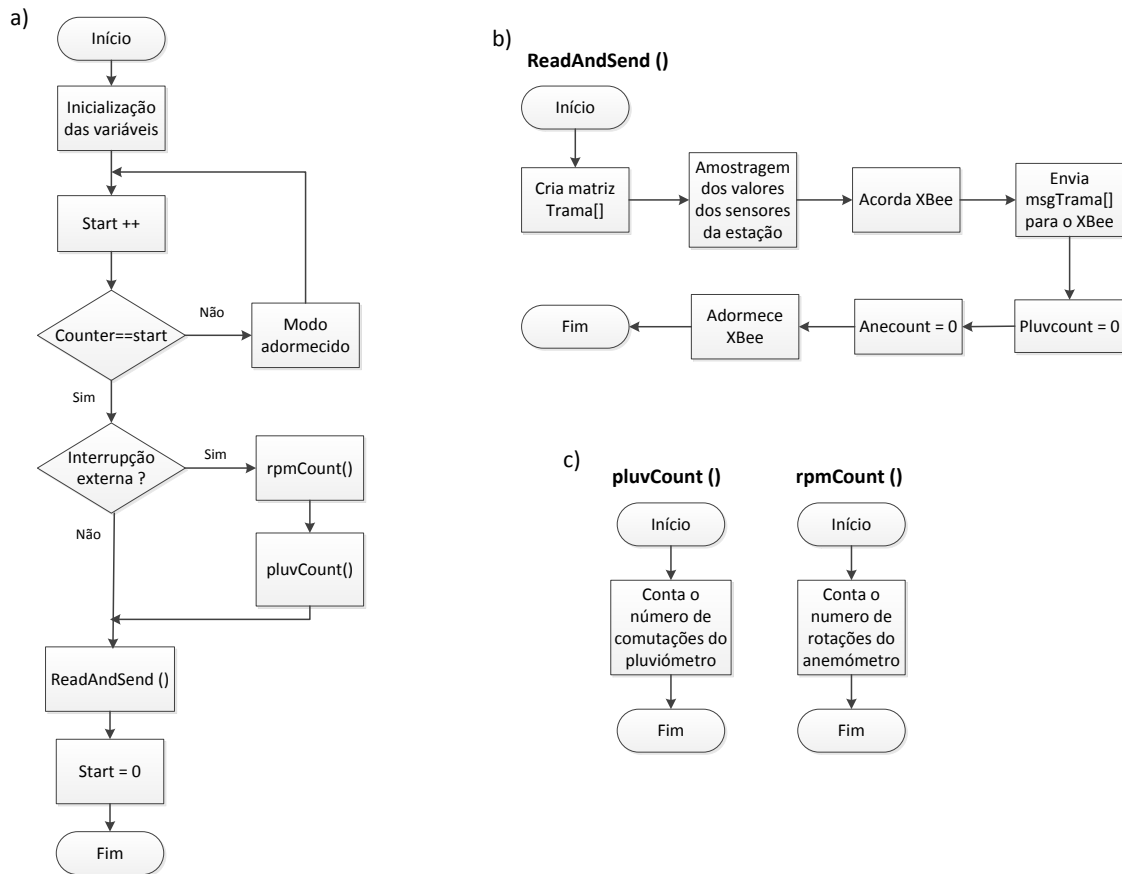 a)
Início
Inicialização
das variáveis
Start ++
Counter==start
Não
Modo
adormecido
Sim
Interrupção
externa ?
Sim
rpmCount()
Não
pluvCount()
ReadAndSend ()
Start = 0
Fim
b)
ReadAndSend ()
Início
Cria matriz
Trama[]
Amostragem
dos valores
dos sensores
da estação
Acorda XBee
Envia
msgTrama[]
para o XBee
Pluvcount = 0
Anecount = 0
Adormece
XBee
Fim
c)
pluvCount ()
Início
Conta o
número de
comutações do
pluviómetro
Fim
rpmCount ()
Início
Conta o
numero de
rotações do
anemómetro
Fim